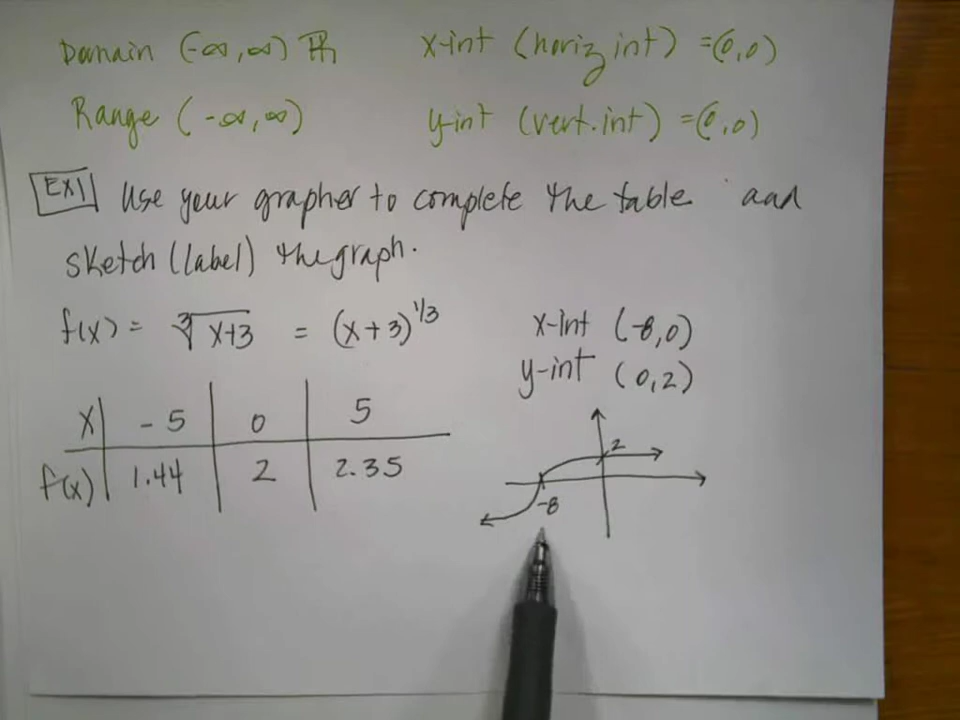 Domain (-∞, ∞) ℝ x-int (horiz int) = (0,0)
Range (-∞, ∞) y-int (vert. int) = (0,0)
EX1 Use your grapher to complete the table and
sketch (label) the graph.
f(x) = ∛x+3 = (x+3)^1/3
x-int (-8,0)
y-int (0,2)
x | -5 | 0 | 5
f(x) | 1.44 | 2 | 2.35
2
-8